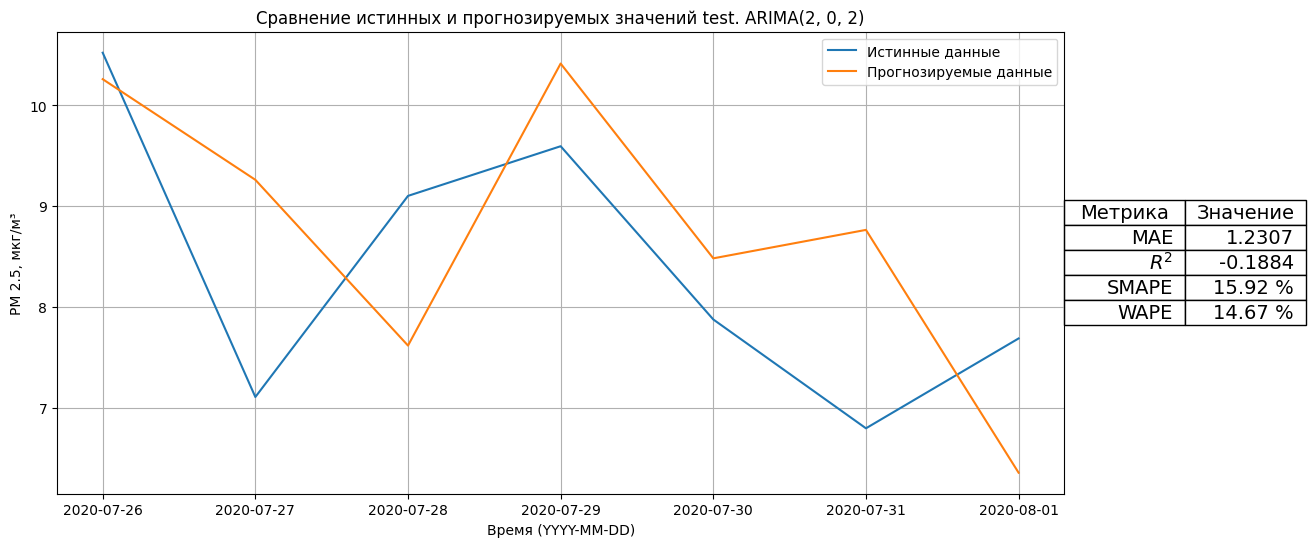 Сравнение истинных и прогнозируемых значений test. ARIMA(2, 0, 2)
Истинные данные
Прогнозируемые данные
PM 2.5, мкг/м³
10
9
8
7
2020-07-26 2020-07-27 2020-07-28 2020-07-29 2020-07-30 2020-07-31 2020-08-01
Время (YYYY-MM-DD)
Метрика Значение
MAE 1.2307
R² -0.1884
SMAPE 15.92 %
WAPE 14.67 %